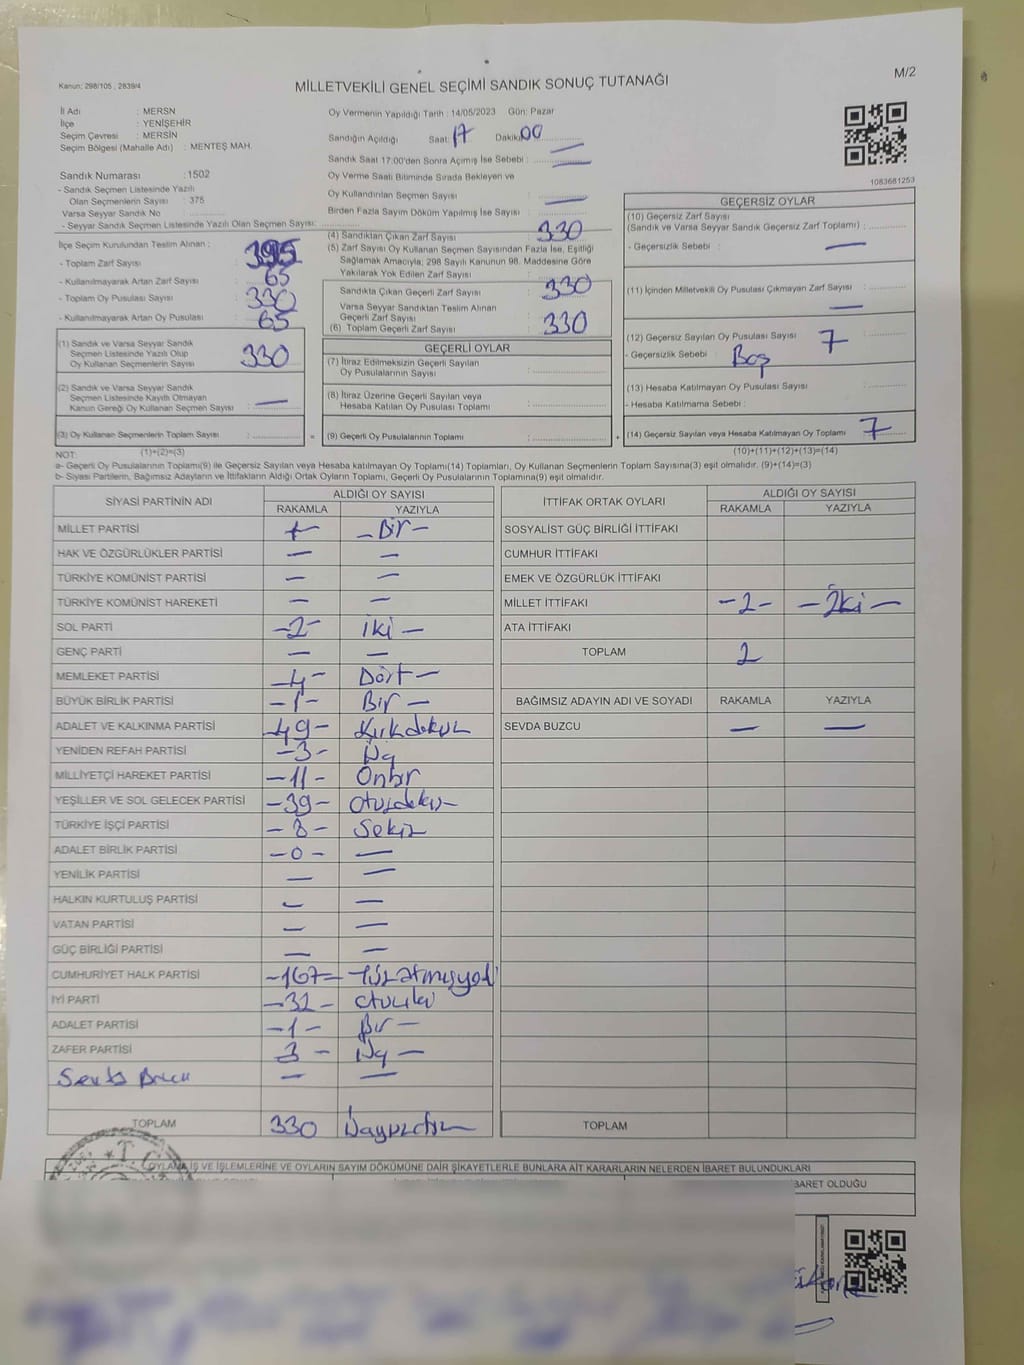 Kanun: 298/105 , 2839/4
MİLLETVEKİLİ GENEL SEÇİMİ SANDIK SONUÇ TUTANAĞI
M/2
İl Adı : MERSN
İlçe : YENİŞEHİR
Seçim Çevresi : MERSİN
Seçim Bölgesi (Mahalle Adı) : MENTEŞ MAH.
Oy Vermenin Yapıldığı Tarih : 14/05/2023 Gün: Pazar
Sandığın Açıldığı Saat: 17 Dakika: 00
Sandık Saat 17:00'den Sonra Açımış İse Sebebi : —
Oy Verme Saati Bitiminde Sırada Bekleyen ve
Oy Kullandırılan Seçmen Sayısı —
Birden Fazla Sayım Döküm Yapılmış İse Sayısı
1083681253
Sandık Numarası : 1502
- Sandık Seçmen Listesinde Yazılı
Olan Seçmenlerin Sayısı : 375
Varsa Seyyar Sandık No
- Seyyar Sandık Seçmen Listesinde Yazılı Olan Seçmen Sayısı:
İlçe Seçim Kurulundan Teslim Alınan ;
- Toplam Zarf Sayısı : 395
- Kullanılmayarak Artan Zarf Sayısı : 65
- Toplam Oy Pusulası Sayısı : 330
- Kullanılmayarak Artan Oy Pusulası : 65
(1) Sandık ve Varsa Seyyar Sandık
Seçmen Listesinde Yazılı Olup
Oy Kullanan Seçmenlerin Sayısı : 330
(2) Sandık ve Varsa Seyyar Sandık
Seçmen Listesinde Kayıtlı Olmayan
Kanun Gereği Oy Kullanan Seçmen Sayısı : —
(3) Oy Kullanan Seçmenlerin Toplam Sayısı :
(4) Sandıktan Çıkan Zarf Sayısı : 330
(5) Zarf Sayısı Oy Kullanan Seçmen Sayısından Fazla İse, Eşitliği
Sağlamak Amacıyla; 298 Sayılı Kanunun 98. Maddesine Göre
Yakılarak Yok Edilen Zarf Sayısı
Sandıkta Çıkan Geçerli Zarf Sayısı : 330
Varsa Seyyar Sandıktan Teslim Alınan
Geçerli Zarf Sayısı
(6) Toplam Geçerli Zarf Sayısı : 330
GEÇERLİ OYLAR
(7) İtiraz Edilmeksizin Geçerli Sayılan
Oy Pusulalarının Sayısı
(8) İtiraz Üzerine Geçerli Sayılan veya
Hesaba Katılan Oy Pusulası Toplamı
= (9) Geçerli Oy Pusulalarının Toplamı
GEÇERSİZ OYLAR
(10) Geçersiz Zarf Sayısı
(Sandık ve Varsa Seyyar Sandık Geçersiz Zarf Toplamı) :
- Geçersizlik Sebebi : —
(11) İçinden Milletvekili Oy Pusulası Çıkmayan Zarf Sayısı : —
(12) Geçersiz Sayılan Oy Pusulası Sayısı : 7
- Geçersizlik Sebebi : Boş
(13) Hesaba Katılmayan Oy Pusulası Sayısı
- Hesaba Katılmama Sebebi :
+ (14) Geçersiz Sayılan veya Hesaba Katılmayan Oy Toplamı : 7
NOT: (1)+(2)=(3)
(10)+(11)+(12)+(13)=(14)
a- Geçerli Oy Pusulalarının Toplamı(9) ile Geçersiz Sayılan veya Hesaba katılmayan Oy Toplamı(14) Toplamları, Oy Kullanan Seçmenlerin Toplam Sayısına(3) eşit olmalıdır. (9)+(14)=(3)
b- Siyasi Partilerin, Bağımsız Adayların ve İttifakların Aldığı Ortak Oyların Toplamı, Geçerli Oy Pusulalarının Toplamına(9) eşit olmalıdır.
SİYASİ PARTİNİN ADI ALDIĞI OY SAYISI
RAKAMLA YAZIYLA
MİLLET PARTİSİ - Bir -
HAK VE ÖZGÜRLÜKLER PARTİSİ — —
TÜRKİYE KOMÜNİST PARTİSİ — —
TÜRKİYE KOMÜNİST HAREKETİ — —
SOL PARTİ -2- iki —
GENÇ PARTİ — —
MEMLEKET PARTİSİ -4- Dört —
BÜYÜK BİRLİK PARTİSİ -1- Bir —
ADALET VE KALKINMA PARTİSİ -49- Kırkdokuz
YENİDEN REFAH PARTİSİ -3- Üç
MİLLİYETÇİ HAREKET PARTİSİ -11- Onbir
YEŞİLLER VE SOL GELECEK PARTİSİ -39- otuzdokuz-
TÜRKİYE İŞÇİ PARTİSİ -8- Sekiz
ADALET BİRLİK PARTİSİ -0- —
YENİLİK PARTİSİ — —
HALKIN KURTULUŞ PARTİSİ — —
VATAN PARTİSİ — —
GÜÇ BİRLİĞİ PARTİSİ — —
CUMHURİYET HALK PARTİSİ -167- Yüzatmışyedi
İYİ PARTİ -32- otuziki
ADALET PARTİSİ -1- Bir —
ZAFER PARTİSİ 3 - Üç —
Sevda Buzcu — —
TOPLAM 330 Üçyüzotuz
İTTİFAK ORTAK OYLARI ALDIĞI OY SAYISI
RAKAMLA YAZIYLA
SOSYALİST GÜÇ BİRLİĞİ İTTİFAKI
CUMHUR İTTİFAKI
EMEK VE ÖZGÜRLÜK İTTİFAKI
MİLLET İTTİFAKI -2- -İki —
ATA İTTİFAKI
TOPLAM 2
BAĞIMSIZ ADAYIN ADI VE SOYADI RAKAMLA YAZIYLA
SEVDA BUZCU — —
TOPLAM
OYLAMA İŞ VE İŞLEMLERİNE VE OYLARIN SAYIM DÖKÜMÜNE DAİR ŞİKAYETLERLE BUNLARA AİT KARARLARIN NELERDEN İBARET BULUNDUKLARI
BARET OLDUĞU